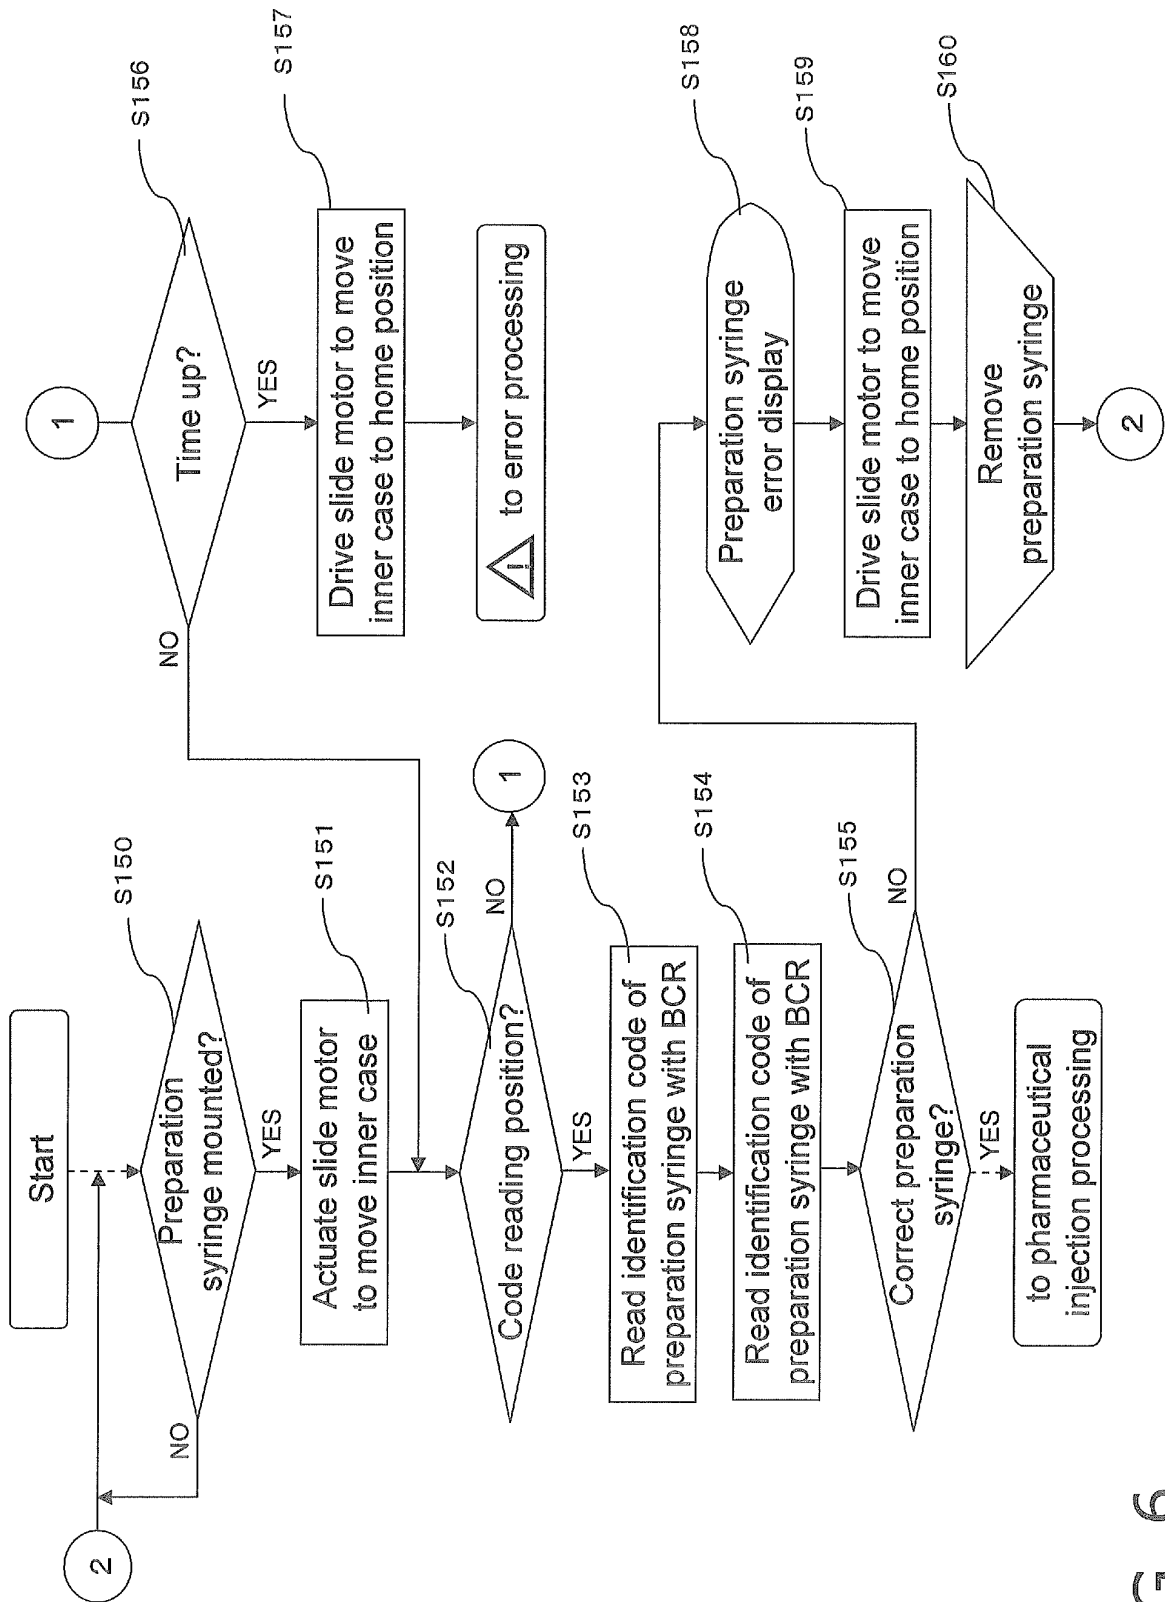 Start
2
NO
Preparation
syringe mounted?
S150
YES
Actuate slide motor
to move inner case
S151
Code reading position?
S152
NO
1
YES
Read identification code of
preparation syringe with BCR
S153
Read identification code of
preparation syringe with BCR
S154
Correct preparation
syringe?
S155
NO
YES
to pharmaceutical
injection processing
1
Time up?
S156
NO
YES
Drive slide motor to move
inner case to home position
S157
! to error processing
Preparation syringe
error display
S158
Drive slide motor to move
inner case to home position
S159
Remove
preparation syringe
S160
2